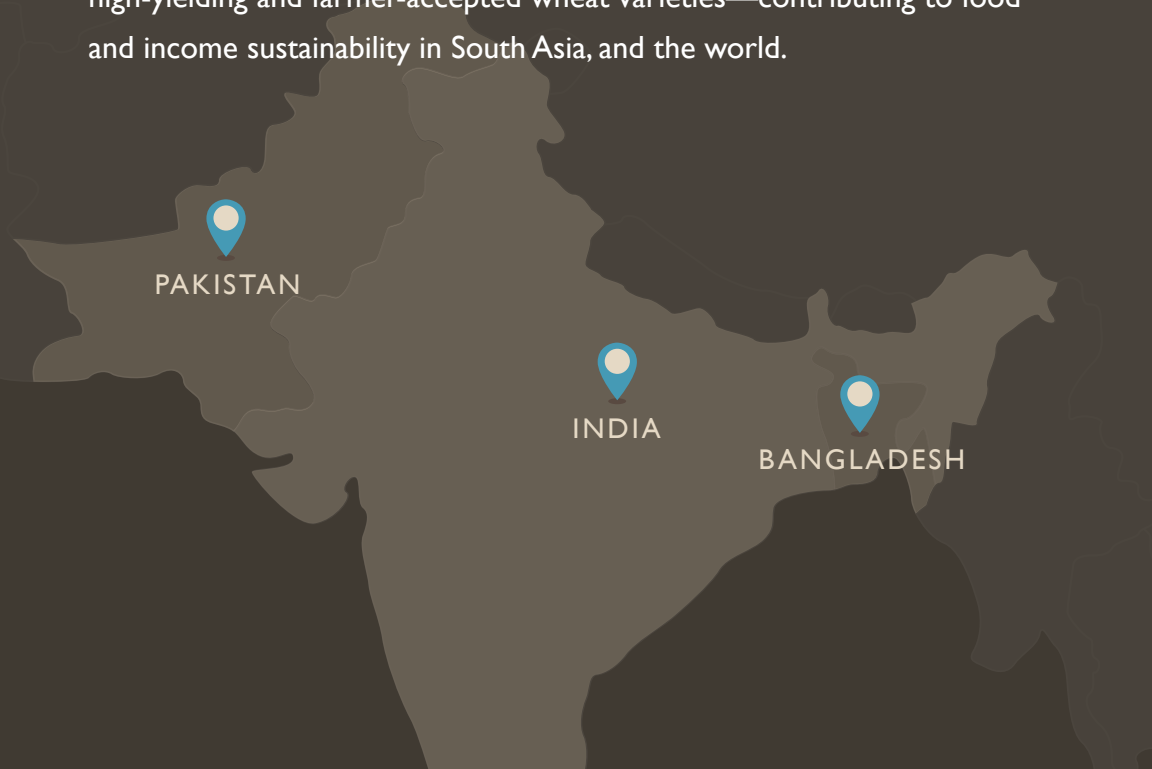 high-yielding and farmer-accepted wheat varieties—contributing to food
and income sustainability in South Asia, and the world.
PAKISTAN
INDIA
BANGLADESH